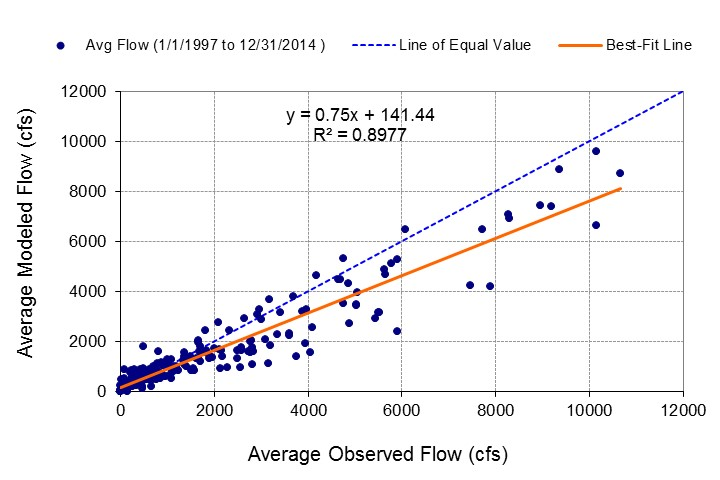 Avg Flow (1/1/1997 to 12/31/2014 )
Line of Equal Value
Best-Fit Line
y = 0.75x + 141.44
R² = 0.8977
Average Modeled Flow (cfs)
12000
10000
8000
6000
4000
2000
0
0 2000 4000 6000 8000 10000 12000
Average Observed Flow (cfs)